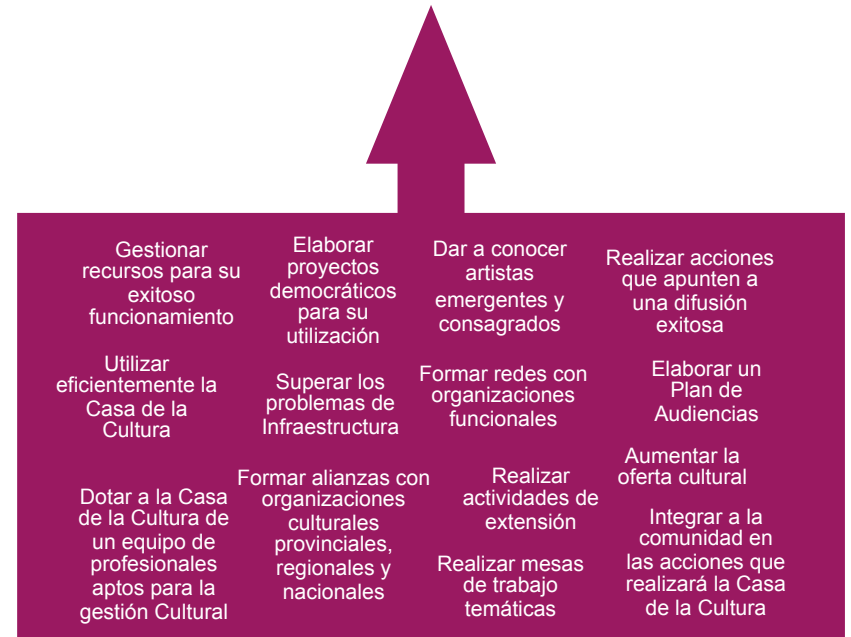 Gestionar
recursos para su
exitoso
funcionamiento
Elaborar
proyectos
democráticos
para su
utilización
Dar a conocer
artistas
emergentes y
consagrados
Realizar acciones
que apunten a
una difusión
exitosa
Utilizar
eficientemente la
Casa de la
Cultura
Superar los
problemas de
Infraestructura
Formar redes con
organizaciones
funcionales
Elaborar un
Plan de
Audiencias
Dotar a la Casa
de la Cultura de
un equipo de
profesionales
aptos para la
gestión Cultural
Formar alianzas con
organizaciones
culturales
provinciales,
regionales y
nacionales
Realizar
actividades de
extensión
Realizar mesas
de trabajo
temáticas
Aumentar la
oferta cultural
Integrar a la
comunidad en
las acciones que
realizará la Casa
de la Cultura